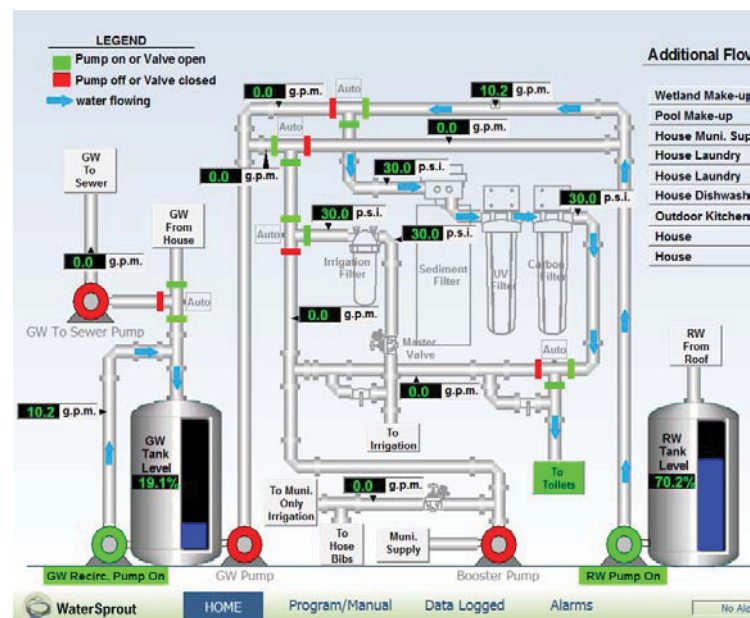 LEGEND
Pump on or Valve open
Pump off or Valve closed
water flowing
Additional Flow
Wetland Make-up
Pool Make-up
House Muni. Sup
House Laundry
House Laundry
House Dishwash
Outdoor Kitchen
House
House
0.0 g.p.m.
Auto
10.2 g.p.m.
Auto
0.0 g.p.m.
GW
To
Sewer
0.0 g.p.m.
30.0 p.s.i.
GW
From
House
30.0 p.s.i.
30.0 p.s.i.
Auto
30.0 p.s.i.
Irrigation
Filter
Sediment
Filter
UV
Filter
Carbon
Filter
0.0 g.p.m.
Auto
GW To Sewer Pump
0.0 g.p.m.
Master
Valve
Auto
RW
From
Roof
10.2 g.p.m.
0.0 g.p.m.
GW
Tank
Level
19.1%
To
Irrigation
To
Toilets
RW
Tank
Level
70.2%
To Muni.
Only
Irrigation
0.0 g.p.m.
To
Hose
Bibs
Muni.
Supply
GW Recirc. Pump On
GW Pump
Booster Pump
RW Pump On
WaterSprout
HOME
Program/Manual
Data Logged
Alarms
No Ala